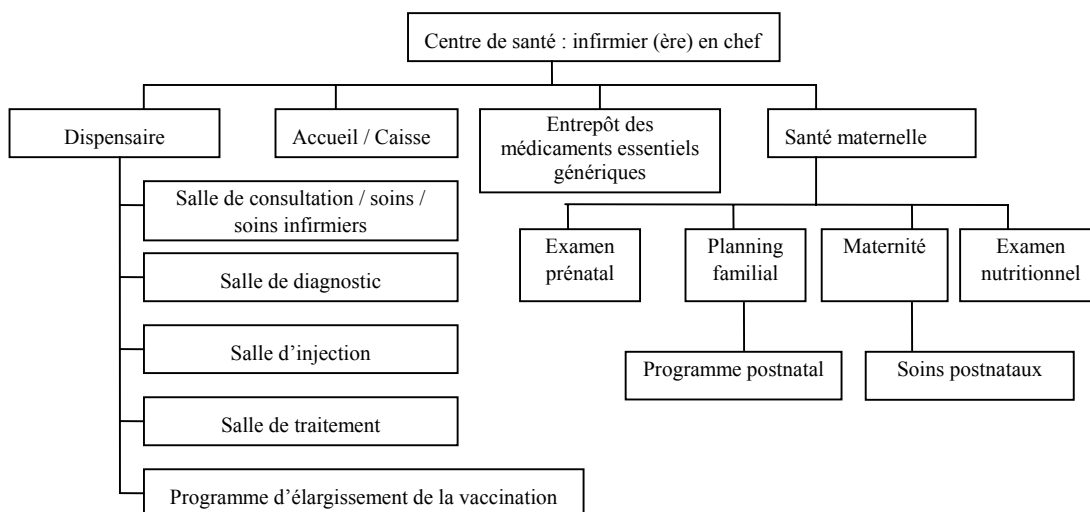 Centre de santé : infirmier (ère) en chef
Dispensaire
Accueil / Caisse
Entrepôt des
médicaments essentiels
génériques
Santé maternelle
Salle de consultation / soins /
soins infirmiers
Salle de diagnostic
Salle d'injection
Salle de traitement
Programme d'élargissement de la vaccination
Examen
prénatal
Planning
familial
Maternité
Examen
nutritionnel
Programme postnatal
Soins postnataux